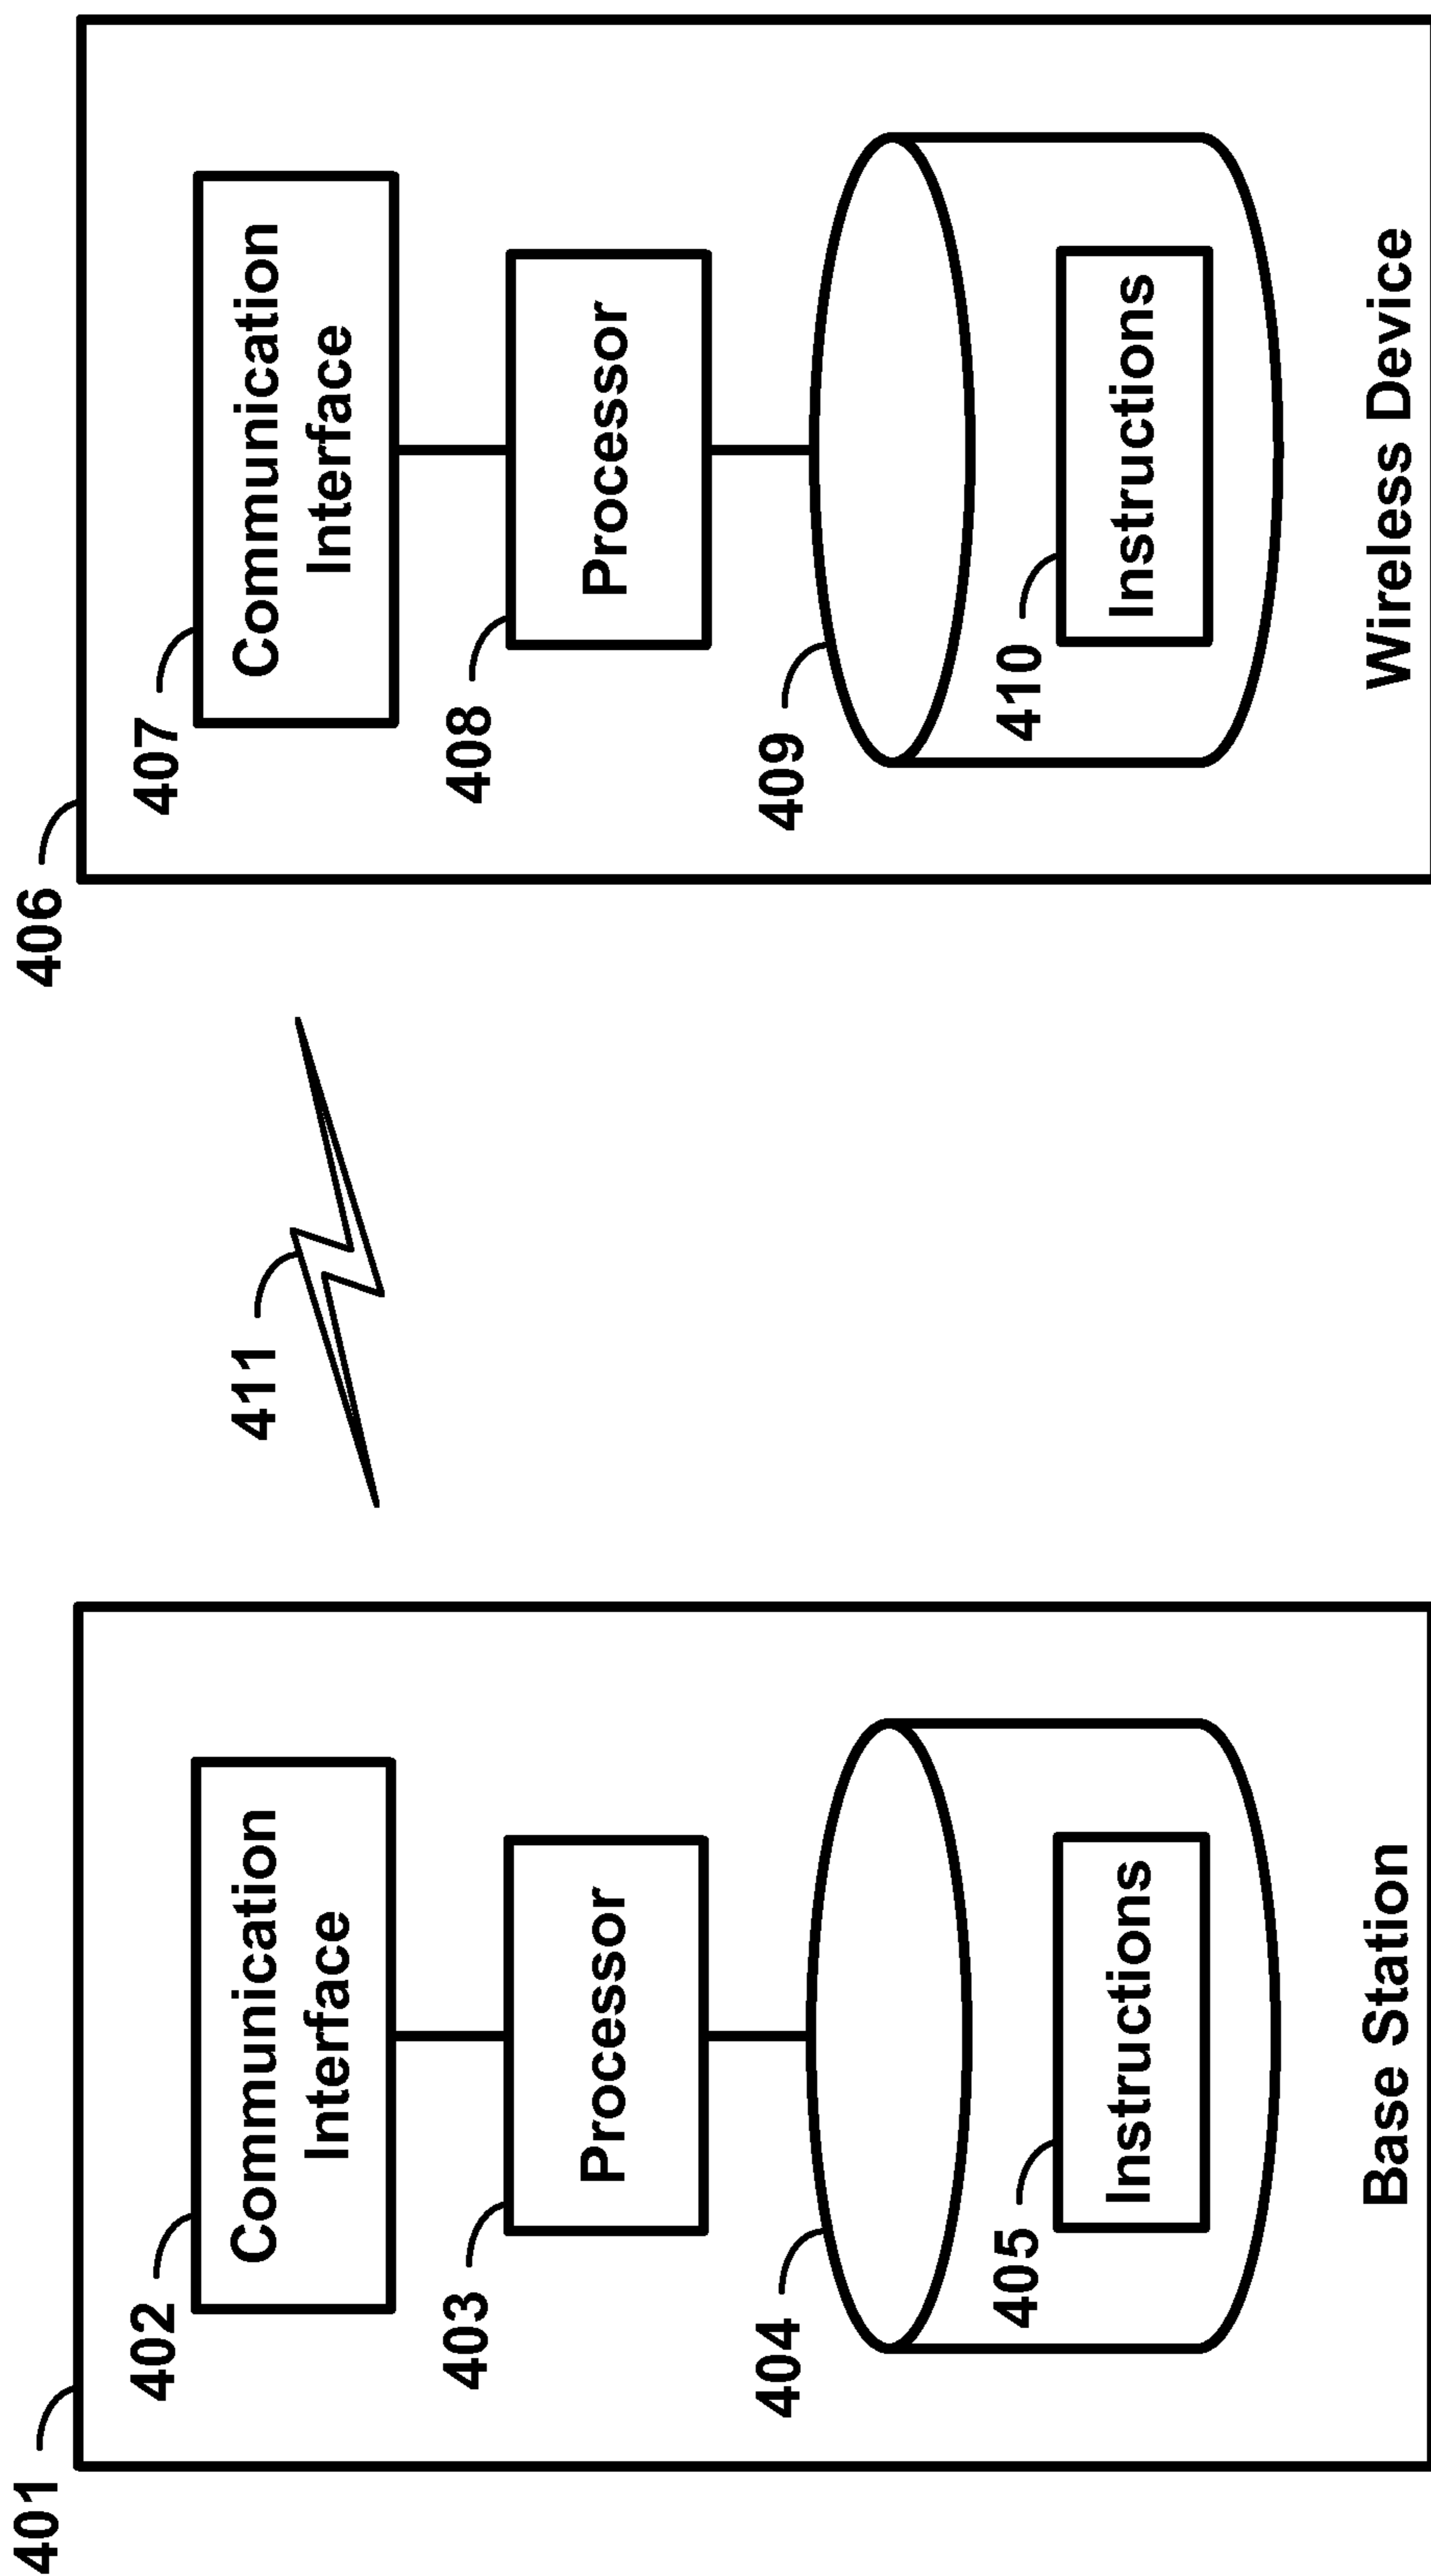 401
402
Communication
Interface
403
Processor
404
405
Instructions
Base Station
411
406
407
Communication
Interface
408
Processor
409
410
Instructions
Wireless Device